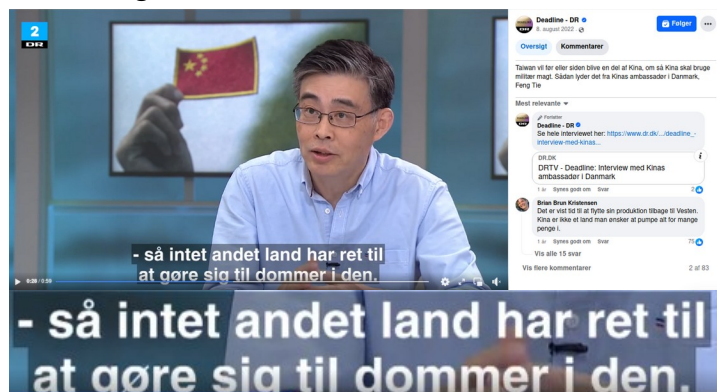 2
DR
- så intet andet land har ret til
at gøre sig til dommer i den.
0:28 / 0:59
Deadline - DR
8. august 2022
Følger
Oversigt
Kommentarer
Taiwan vil før eller siden blive en del af Kina, om så Kina skal bruge
militær magt. Sådan lyder det fra Kinas ambassadør i Danmark,
Feng Tie
Mest relevante
Forfatter
Deadline - DR
Se hele interviewet her: https://www.dr.dk/.../deadline_-
interview-med-kinas...
DR.DK
DRTV - Deadline: Interview med Kinas
ambassadør i Danmark
1 år Synes godt om Svar 2
Brian Brun Kristensen
Det er vist tid til at flytte sin produktion tilbage til Vesten.
Kina er ikke et land man ønsker at pumpe alt for mange
penge i.
1 år Synes godt om Svar 75
Vis alle 15 svar
Vis flere kommentarer 2 af 83
- så intet andet land har ret til
at gøre sig til dommer i den.